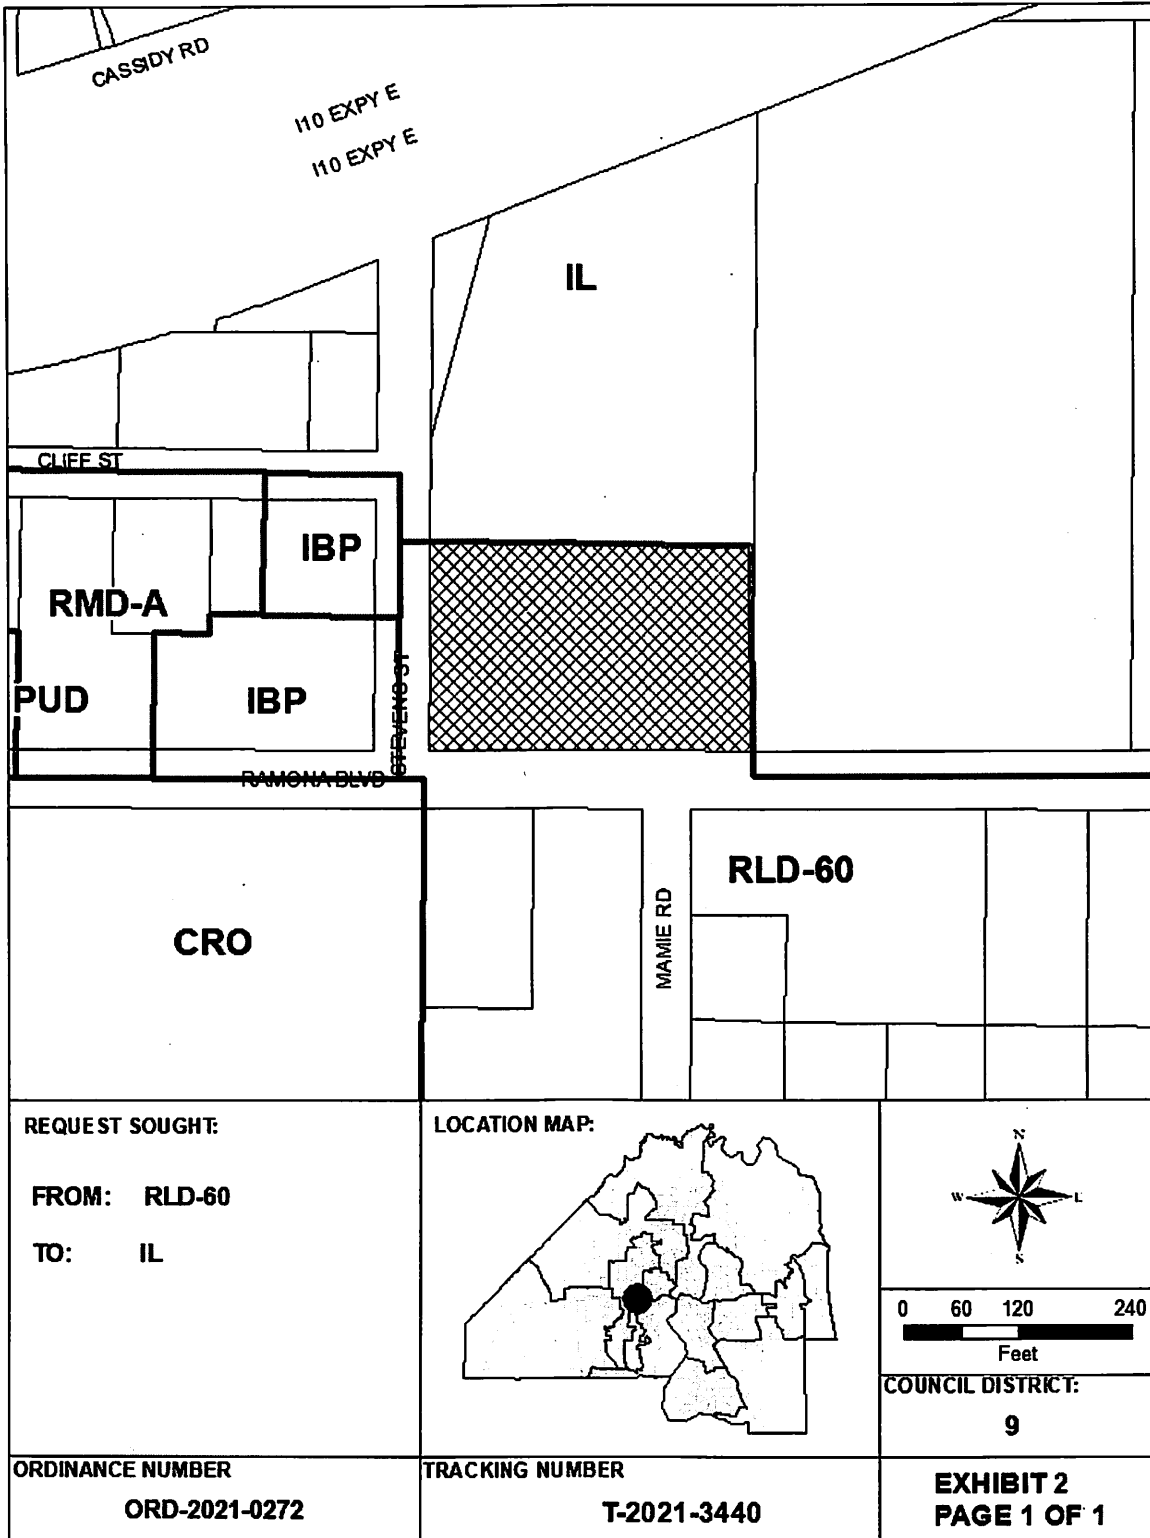 CASSIDY RD
I10 EXPY E
I10 EXPY E
IL
CLIFF ST
IBP
RMD-A
PUD
IBP
STEVENS ST
RAMONA BLVD
RLD-60
CRO
MAMIE RD
REQUEST SOUGHT:
FROM: RLD-60
TO: IL
LOCATION MAP:
N
W E
S
0 60 120 240
Feet
COUNCIL DISTRICT:
9
ORDINANCE NUMBER
ORD-2021-0272
TRACKING NUMBER
T-2021-3440
EXHIBIT 2
PAGE 1 OF 1